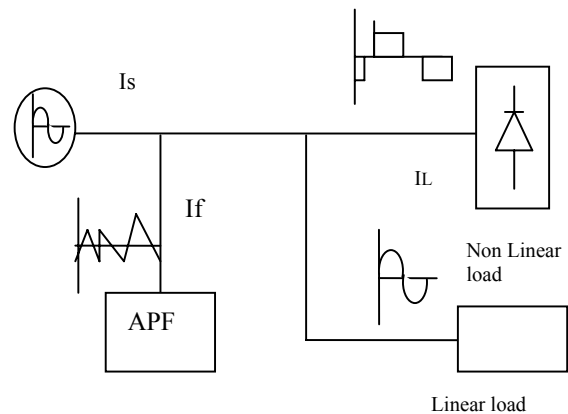 Is
IL
If
Non Linear
load
APF
Linear load